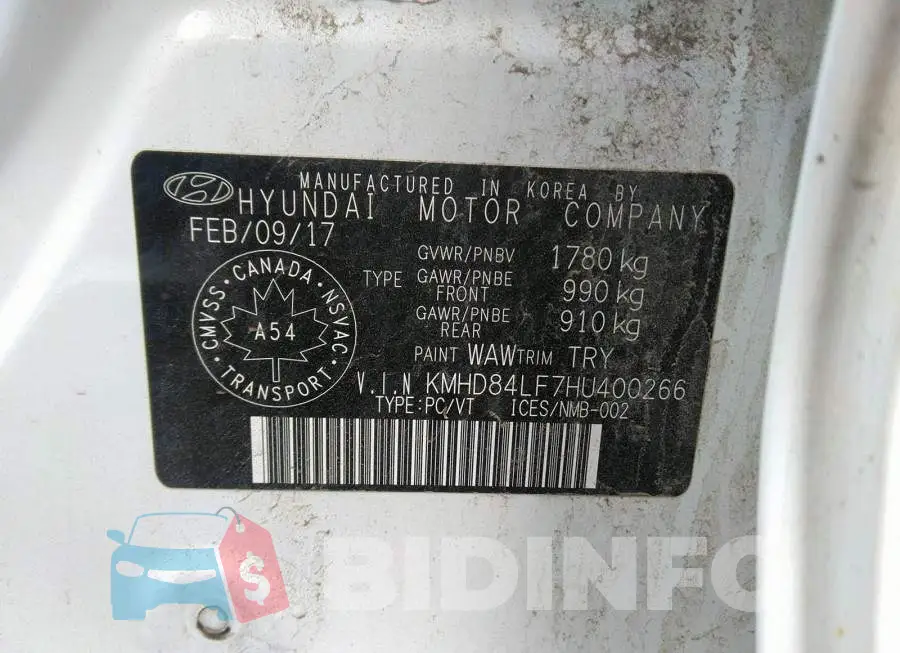 MANUFACTURED IN KOREA BY
HYUNDAI MOTOR COMPANY
FEB/09/17
GVWR/PNBV 1780 kg
TYPE GAWR/PNBE FRONT 990 kg
GAWR/PNBE REAR 910 kg
PAINT WAW TRIM TRY
V.I.N KMHD84LF7HU400266
TYPE:PC/VT ICES/NMB-002
CMVSS · CANADA · NSVAC · TRANSPORT ·
A54
$
BIDINFO